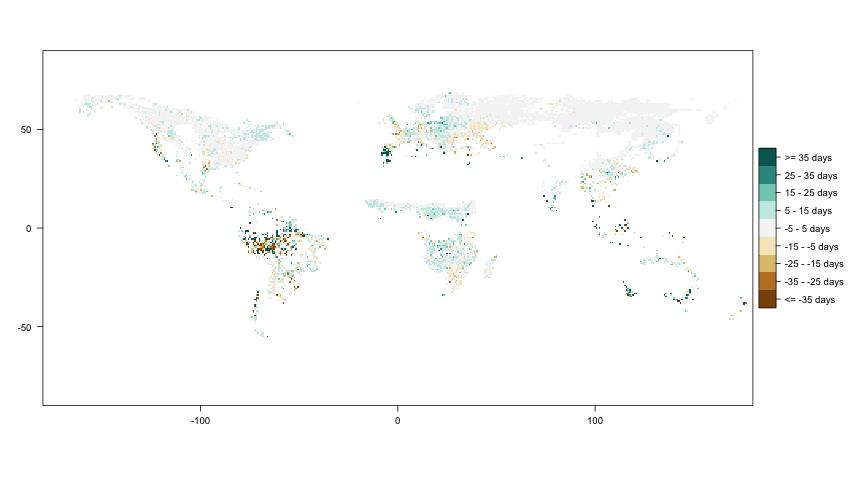 50
0
-50
-100
0
100
>= 35 days
25 - 35 days
15 - 25 days
5 - 15 days
-5 - 5 days
-15 - -5 days
-25 - -15 days
-35 - -25 days
<= -35 days